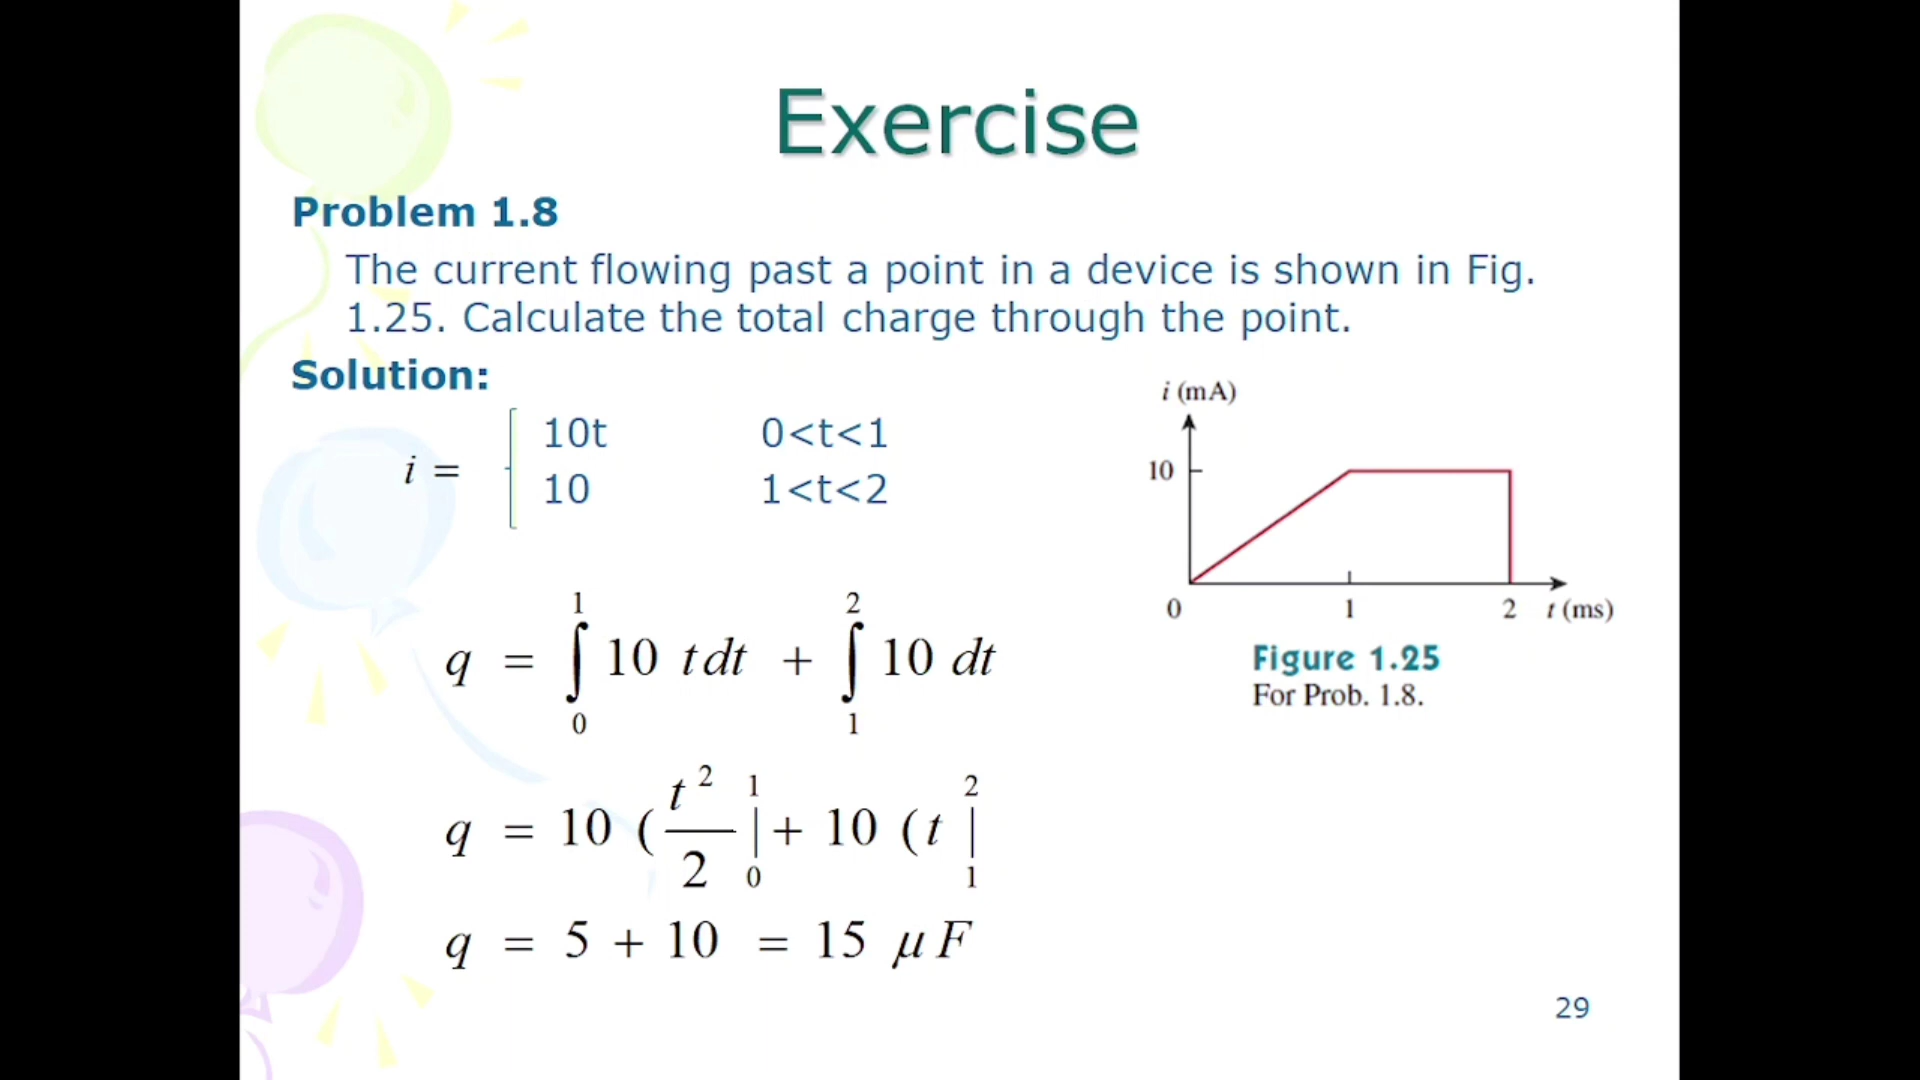 Exercise
Problem 1.8
The current flowing past a point in a device is shown in Fig.
1.25. Calculate the total charge through the point.
Solution:
i = { 10t 0<t<1
10 1<t<2
q = ∫₀¹ 10 t dt + ∫₁² 10 dt
q = 10 (t²/2 |₀¹ + 10 (t |₁²
q = 5 + 10 = 15 μF
i (mA)
10
0 1 2 t (ms)
Figure 1.25
For Prob. 1.8.
29